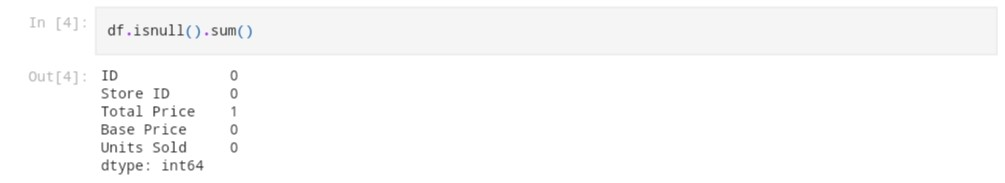 In [4]: df.isnull().sum()
Out[4]: ID 0
Store ID 0
Total Price 1
Base Price 0
Units Sold 0
dtype: int64